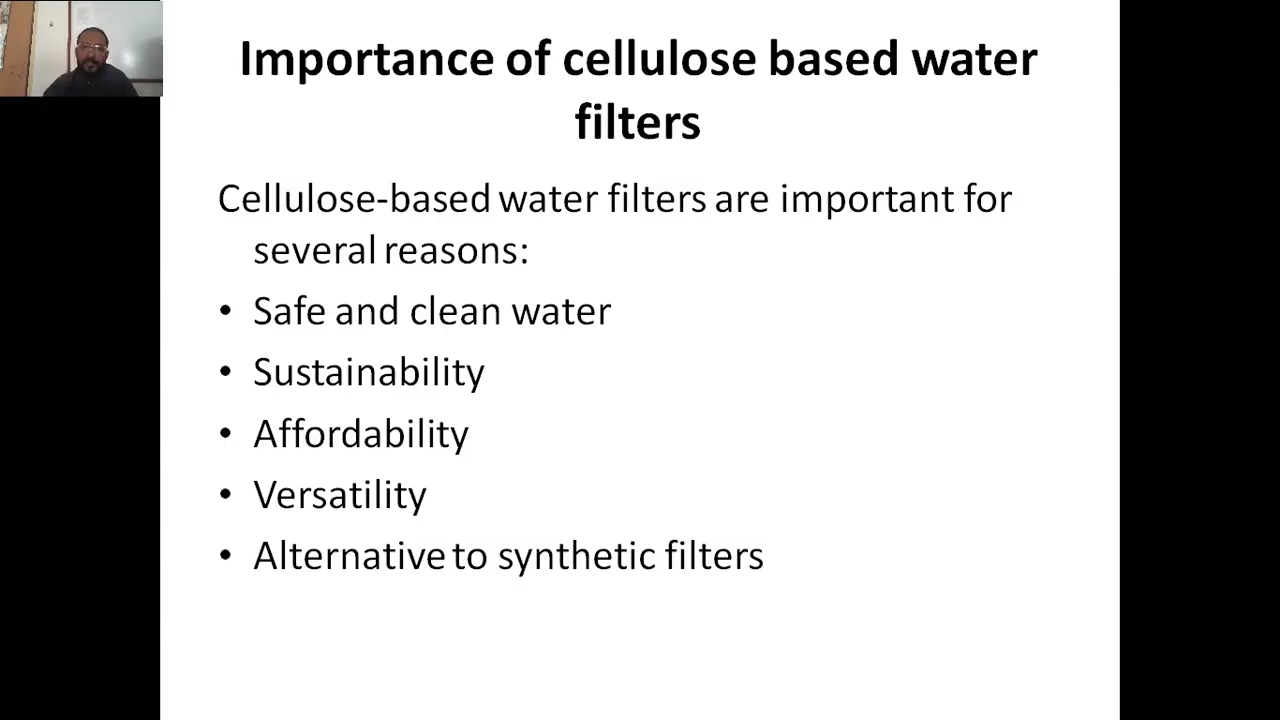 Importance of cellulose based water
filters
Cellulose-based water filters are important for
several reasons:
• Safe and clean water
• Sustainability
• Affordability
• Versatility
• Alternative to synthetic filters